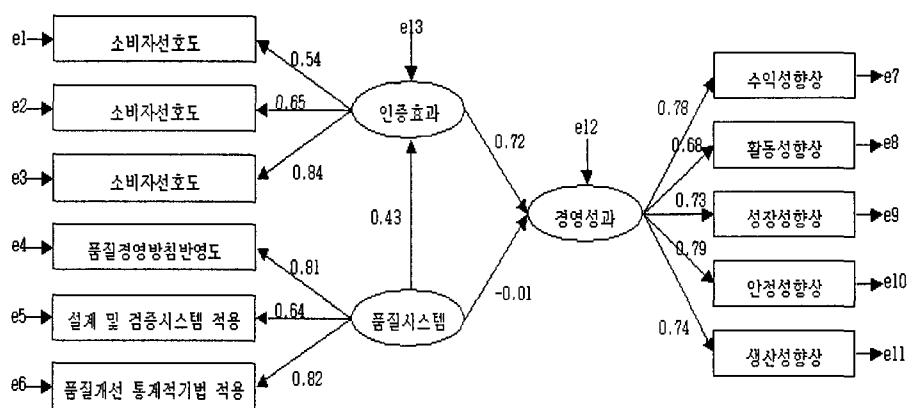 e1
소비자선호도
0.54
e2
소비자선호도
0.65
e3
소비자선호도
0.84
e13
인증효과
0.72
0.43
e4
품질경영방침반영도
0.81
e5
설계 및 검증시스템 적용
0.64
e6
품질개선 통계적기법 적용
0.82
품질시스템
-0.01
e12
경영성과
0.78
수익성향상
e7
0.68
활동성향상
e8
0.73
성장성향상
e9
0.79
안정성향상
e10
0.74
생산성향상
e11